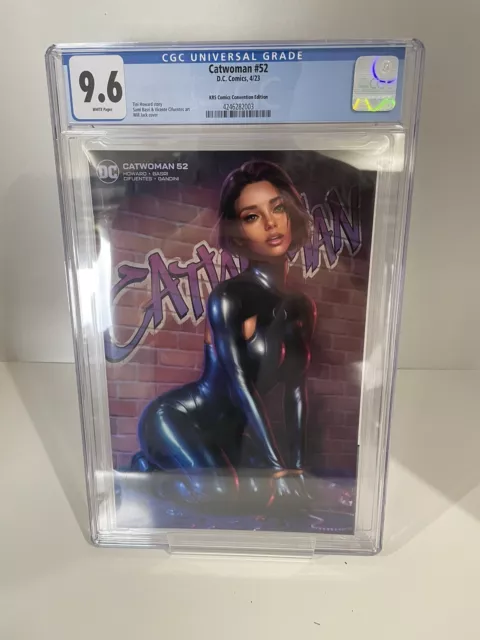 CGC UNIVERSAL GRADE
9.6
WHITE Pages
Catwoman #52
D.C. Comics, 4/23
KRS Comics Convention Edition
4246282003
Tini Howard story
Sami Basri & Vicente Cifuentes art
Will Jack cover
DC
CATWOMAN 52
HOWARD • BASRI
CIFUENTES • GANDINI
CATWOMAN